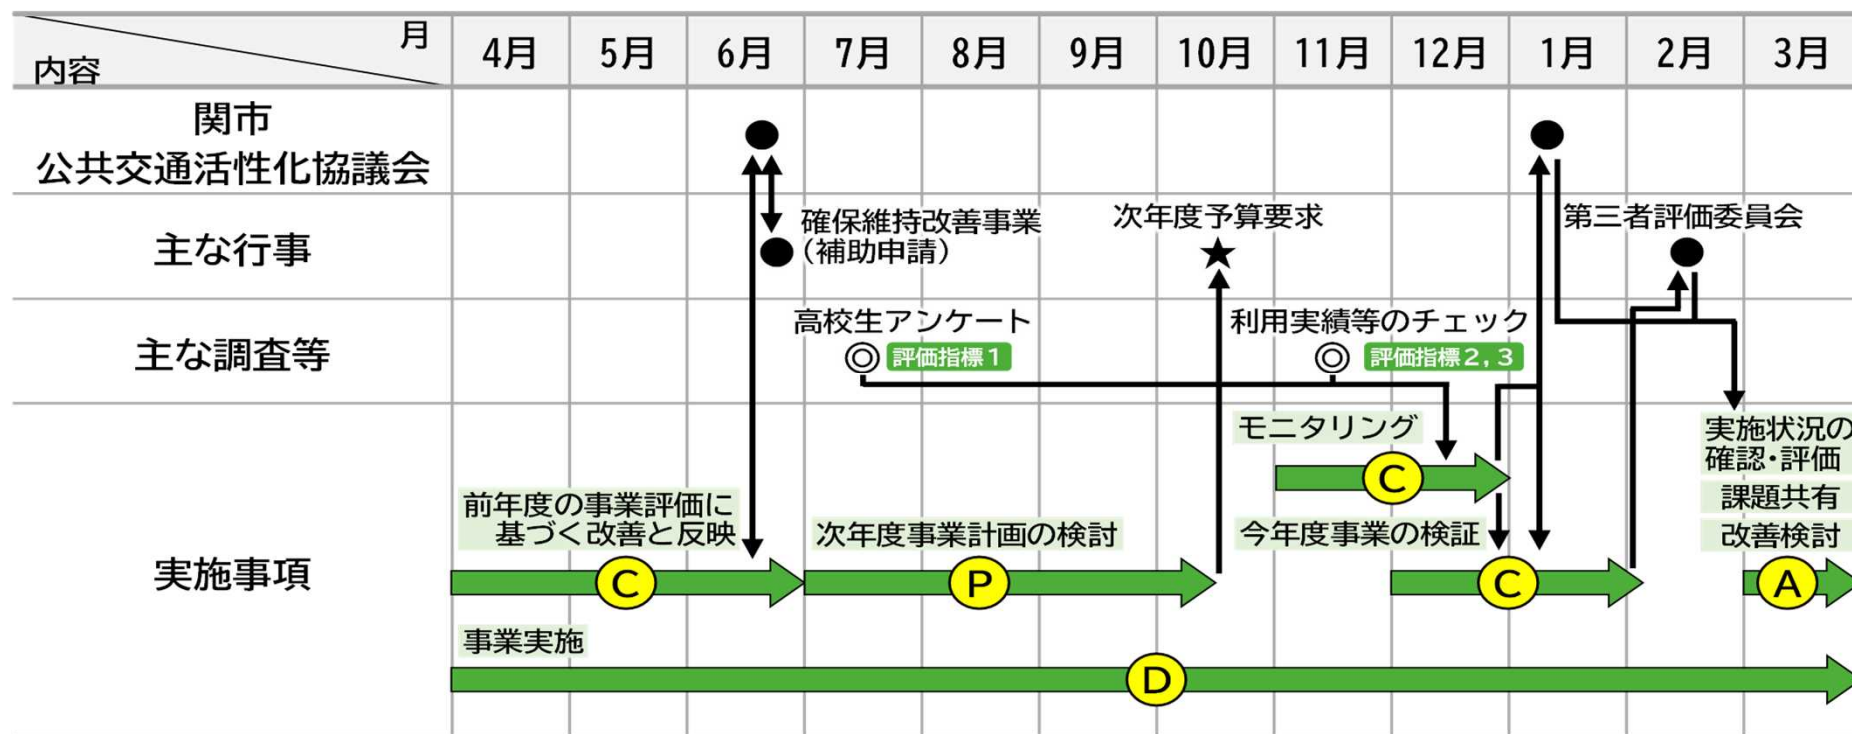 月
内容
4月 5月 6月 7月 8月 9月 10月 11月 12月 1月 2月 3月
関市
公共交通活性化協議会
主な行事
確保維持改善事業
（補助申請）
次年度予算要求
第三者評価委員会
主な調査等
高校生アンケート
評価指標1
利用実績等のチェック
評価指標2,3
実施事項
モニタリング
C
実施状況の
確認・評価
課題共有
改善検討
前年度の事業評価に
基づく改善と反映
次年度事業計画の検討
今年度事業の検証
C
P
C
A
事業実施
D